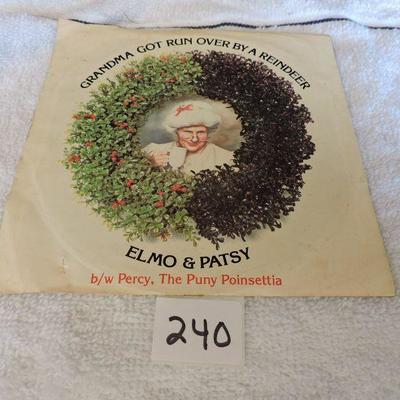 GRANDMA GOT RUN OVER BY A REINDEER
ELMO & PATSY
b/w Percy, The Puny Poinsettia
240